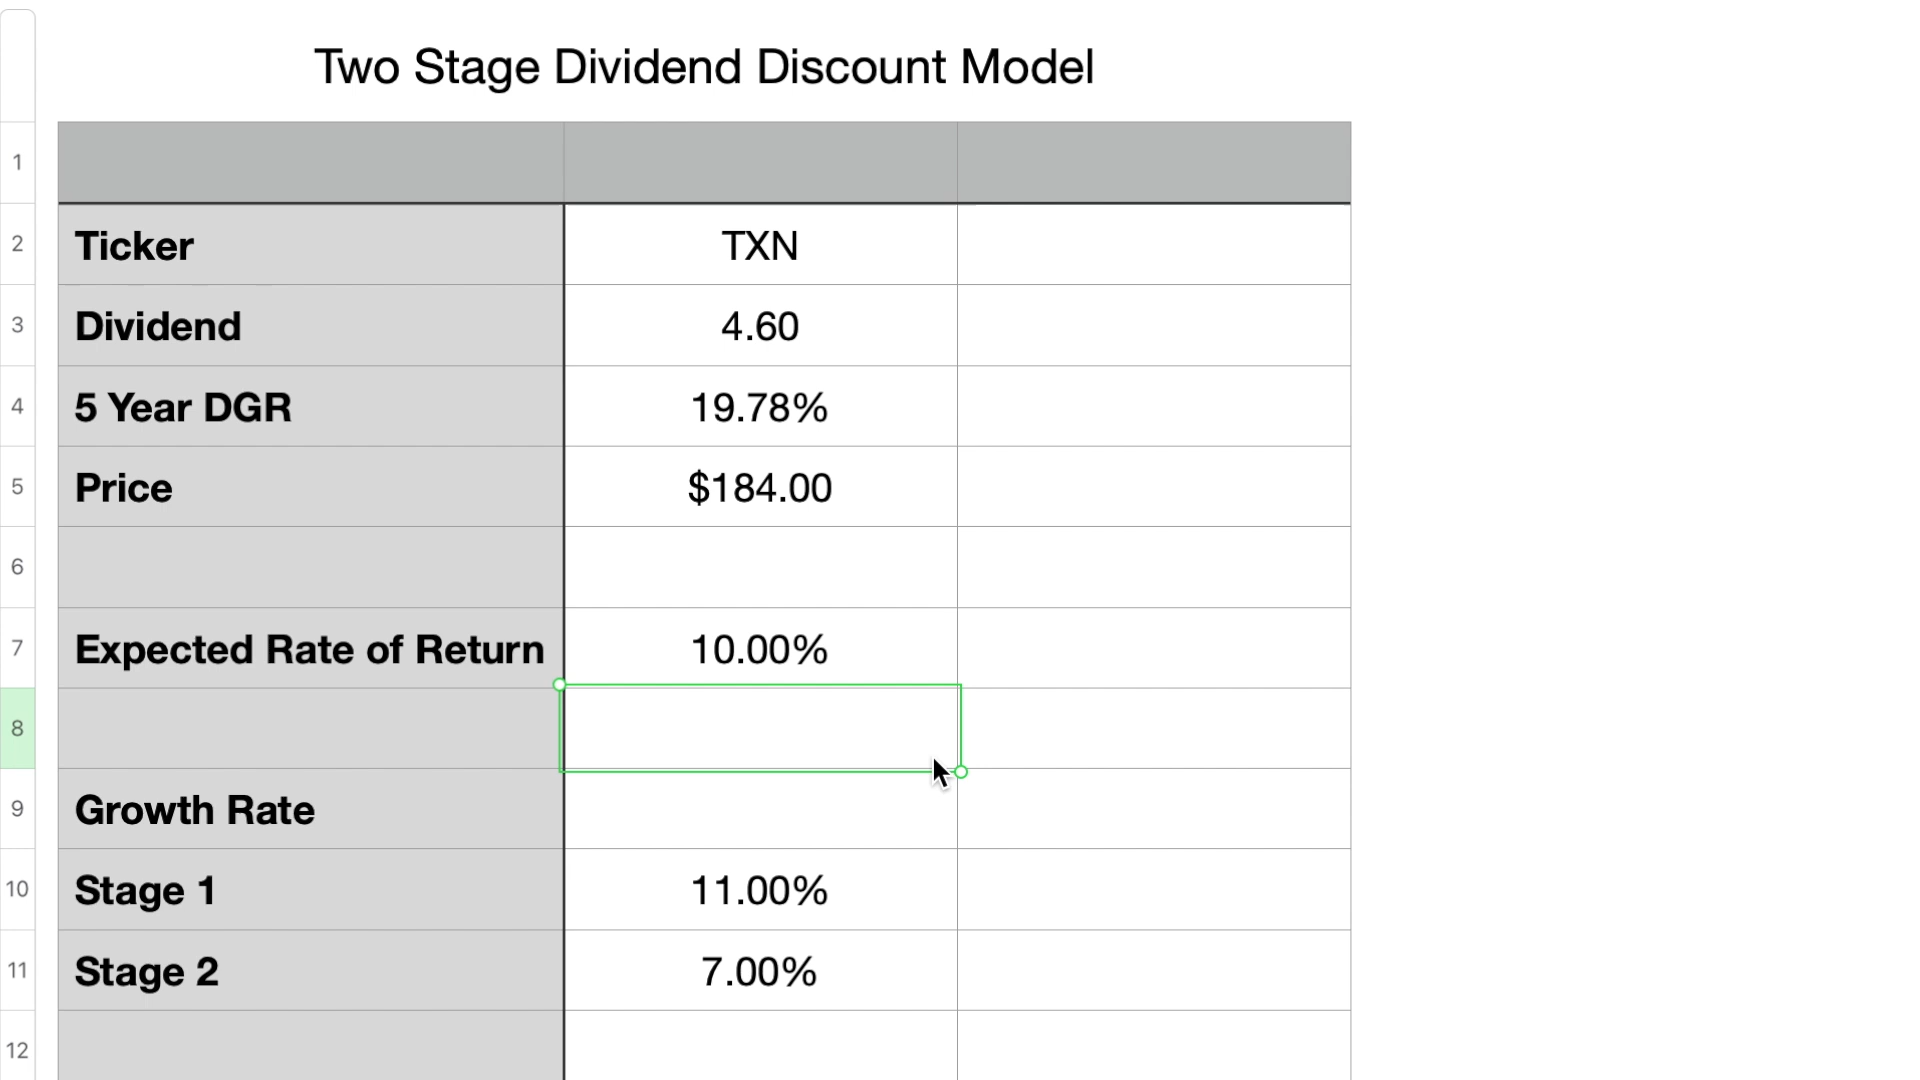 Two Stage Dividend Discount Model
1
2 Ticker TXN
3 Dividend 4.60
4 5 Year DGR 19.78%
5 Price $184.00
6
7 Expected Rate of Return 10.00%
8
9 Growth Rate
10 Stage 1 11.00%
11 Stage 2 7.00%
12